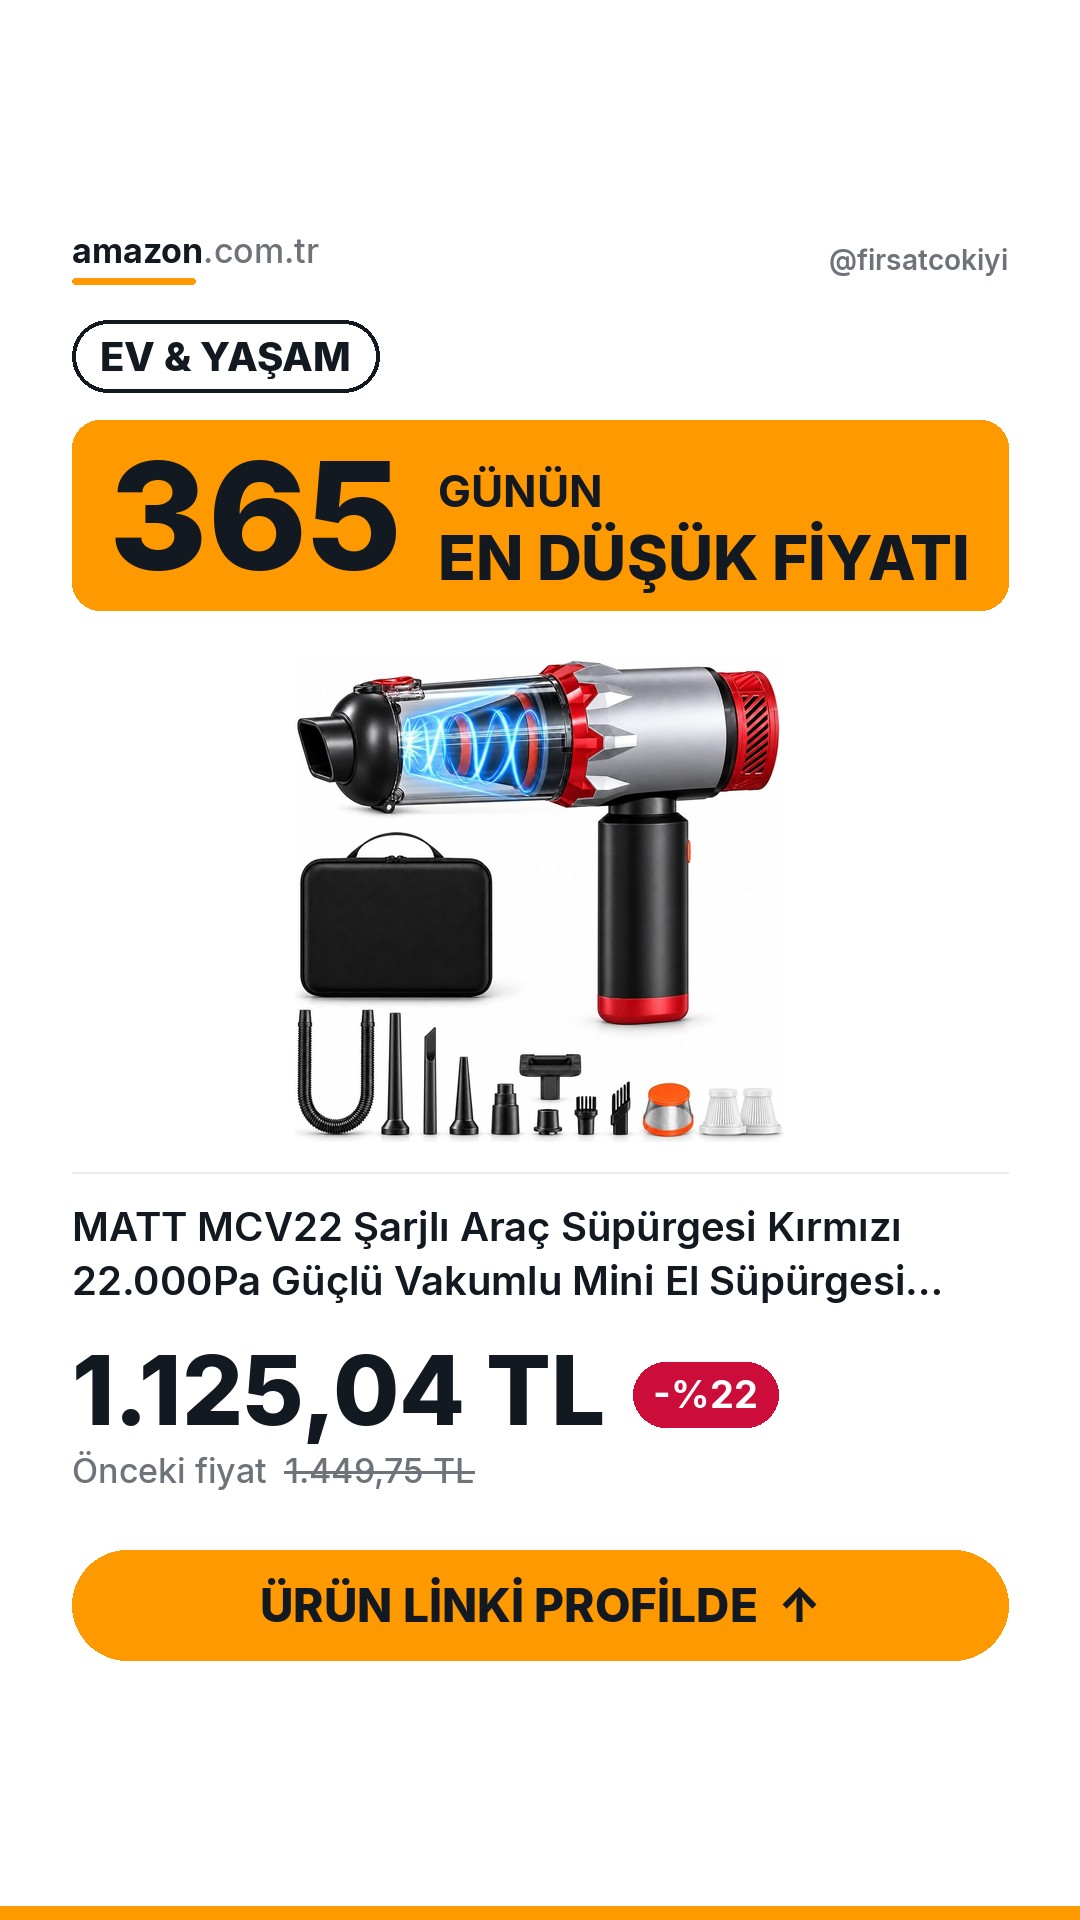 amazon.com.tr
@firsatcokiyi
EV & YAŞAM
365
GÜNÜN
EN DÜŞÜK FİYATI
MATT MCV22 Şarjlı Araç Süpürgesi Kırmızı
22.000Pa Güçlü Vakumlu Mini El Süpürgesi...
1.125,04 TL
-%22
Önceki fiyat 1.449,75 TL
ÜRÜN LİNKİ PROFİLDE ↑